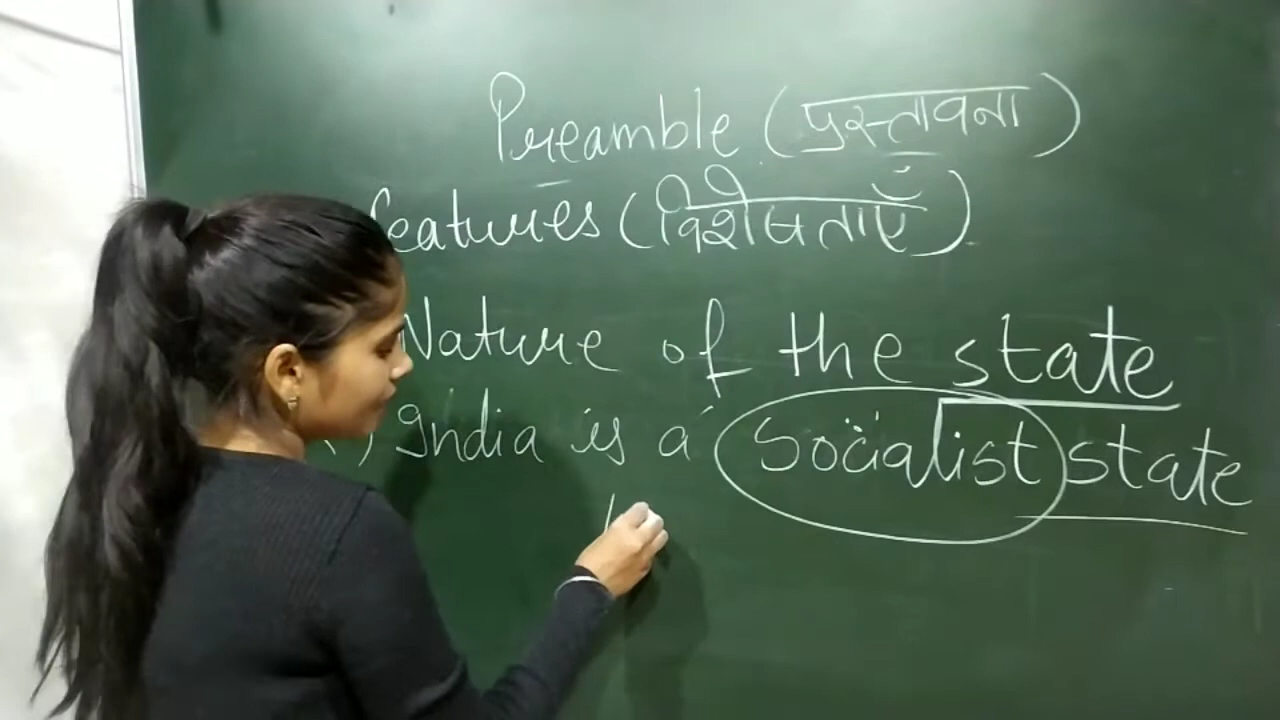 Preamble (प्रस्तावना)
features (विशेषताएँ)
Nature of the state
) India is a Socialist state